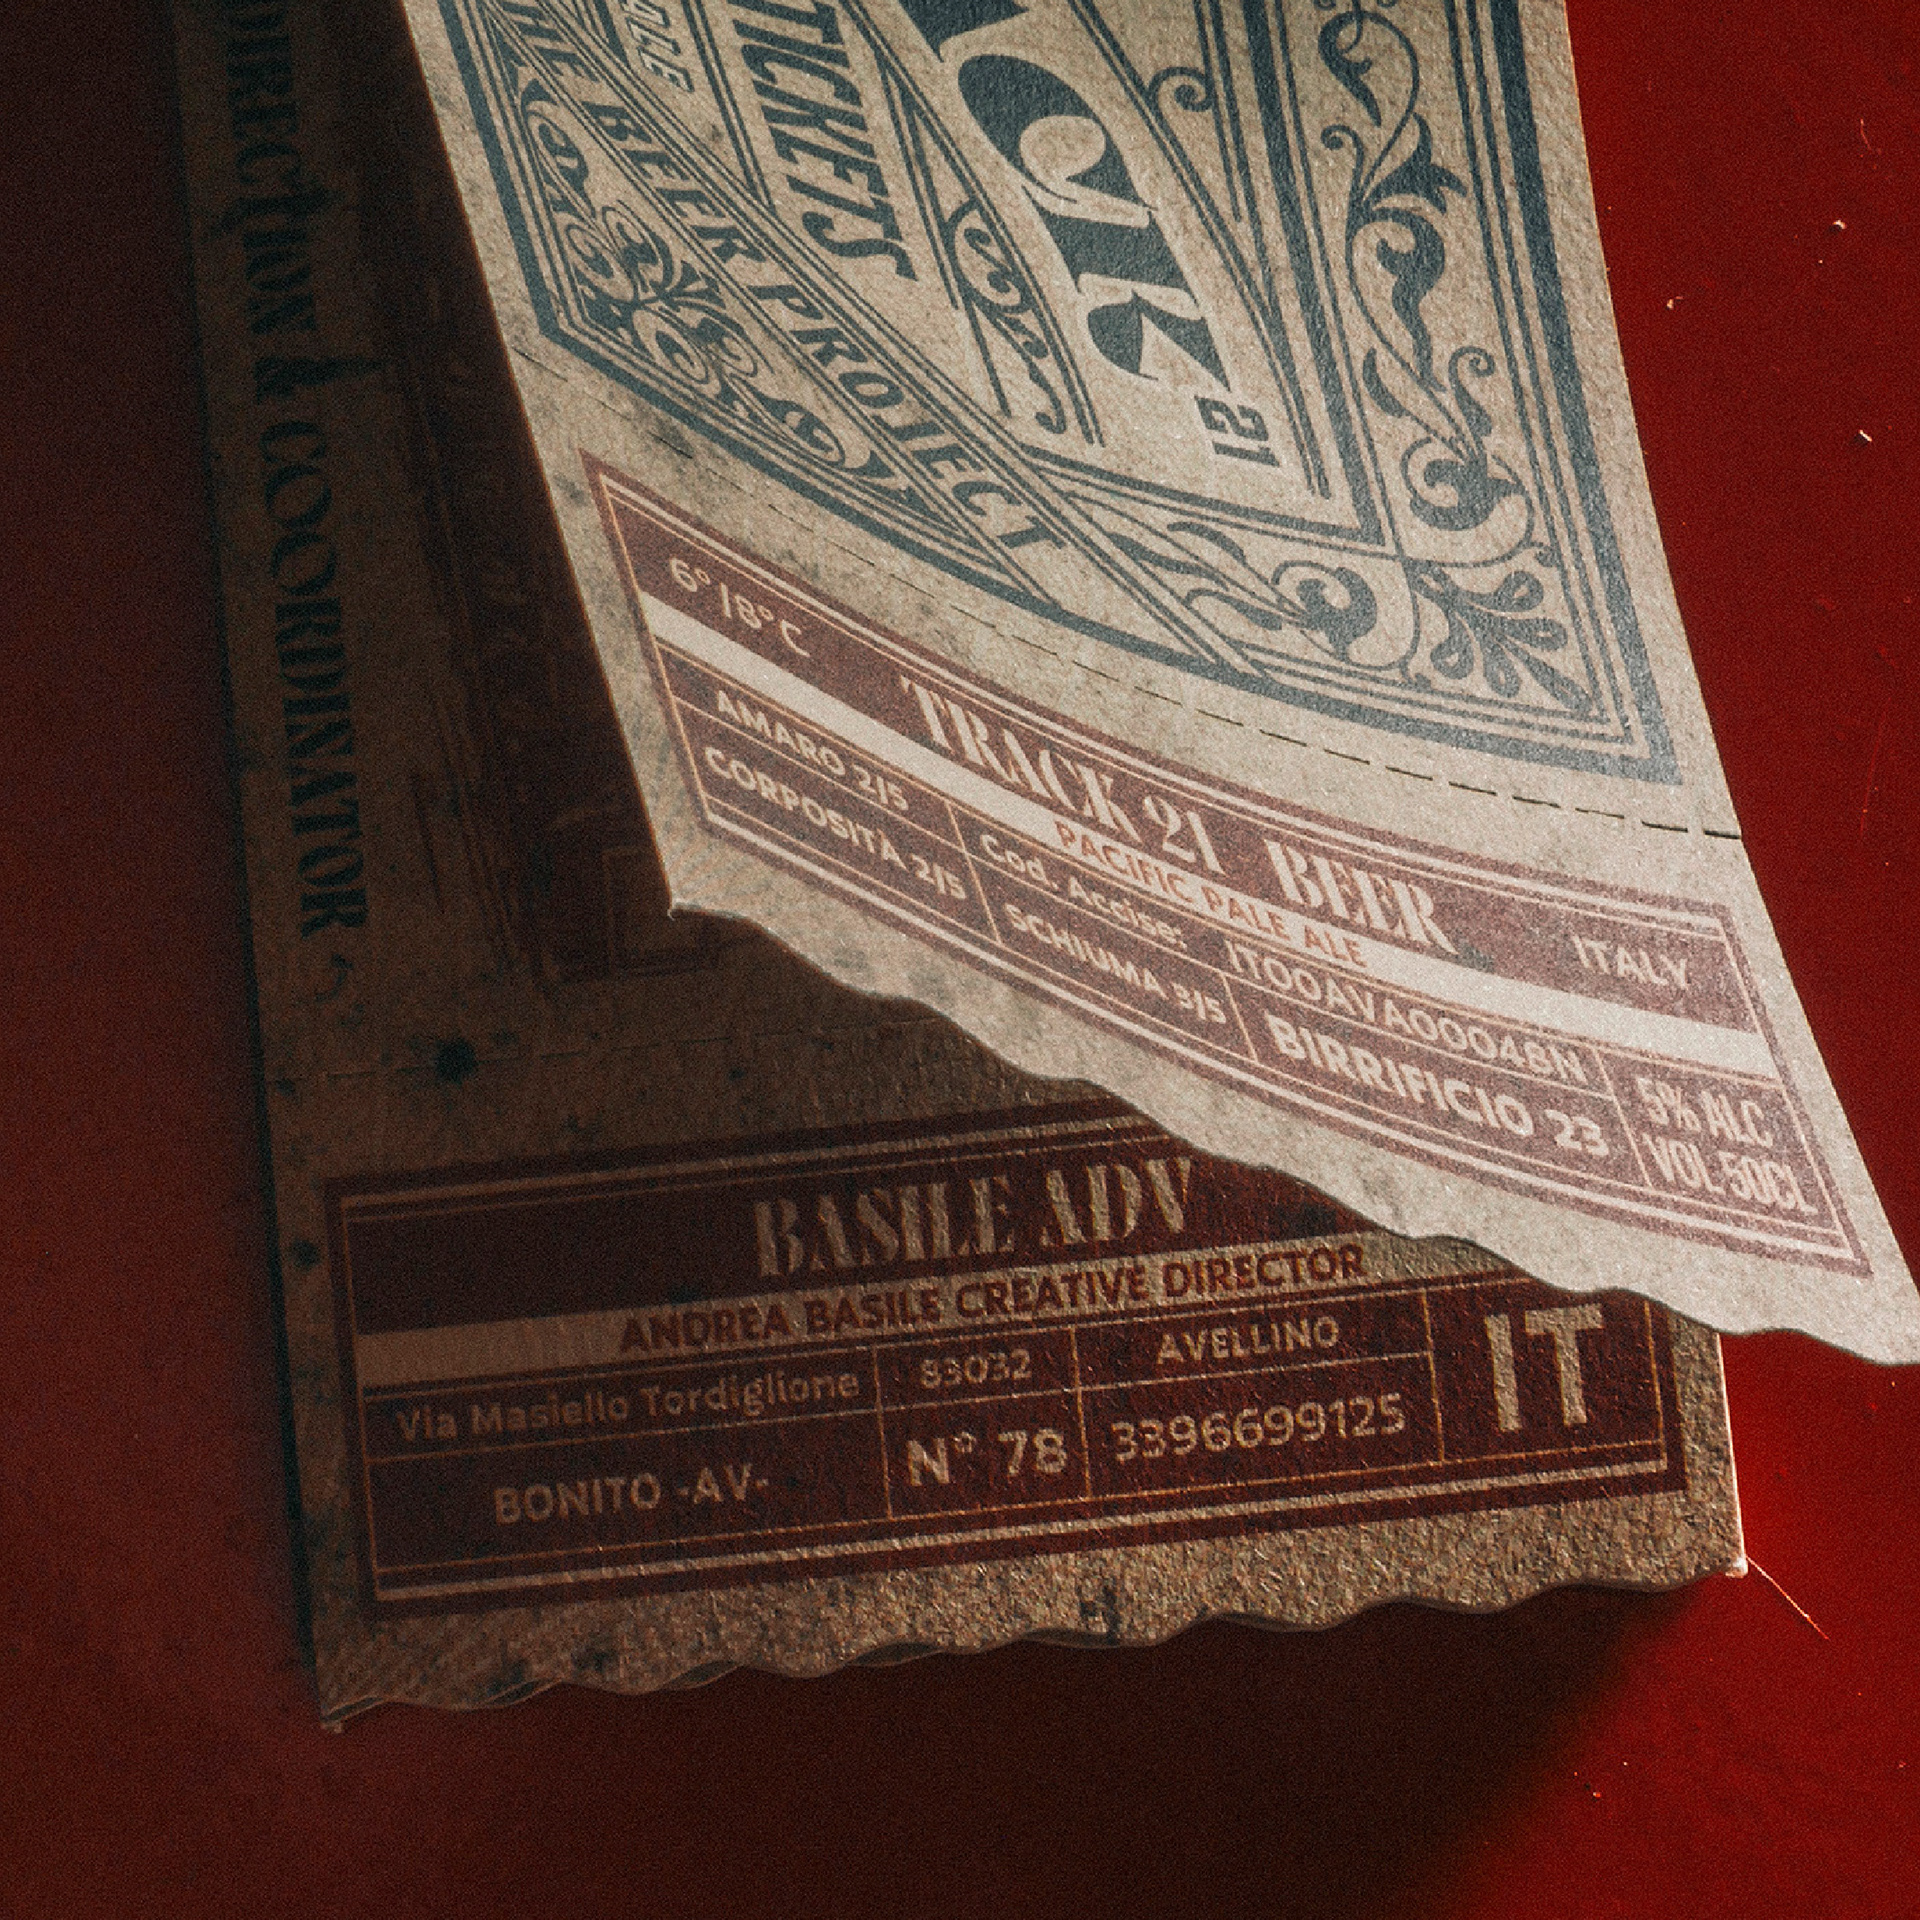 TICKETS
THE BEER PROJECT
21
6° /8°C
TRACK 21 BEER
ITALY
PACIFIC PALE ALE
AMARO 2/5
Cod. Accise: IT00AVA00048N
CORPOSITÀ 2/5
SCHIUMA 3/5
BIRRIFICIO 23
5% ALC
VOL-50CL
DIRECTION & COORDINATOR
BASILE ADV
ANDREA BASILE CREATIVE DIRECTOR
Via Masiello Tordiglione
83032
AVELLINO
IT
BONITO -AV-
N° 78
3396699125